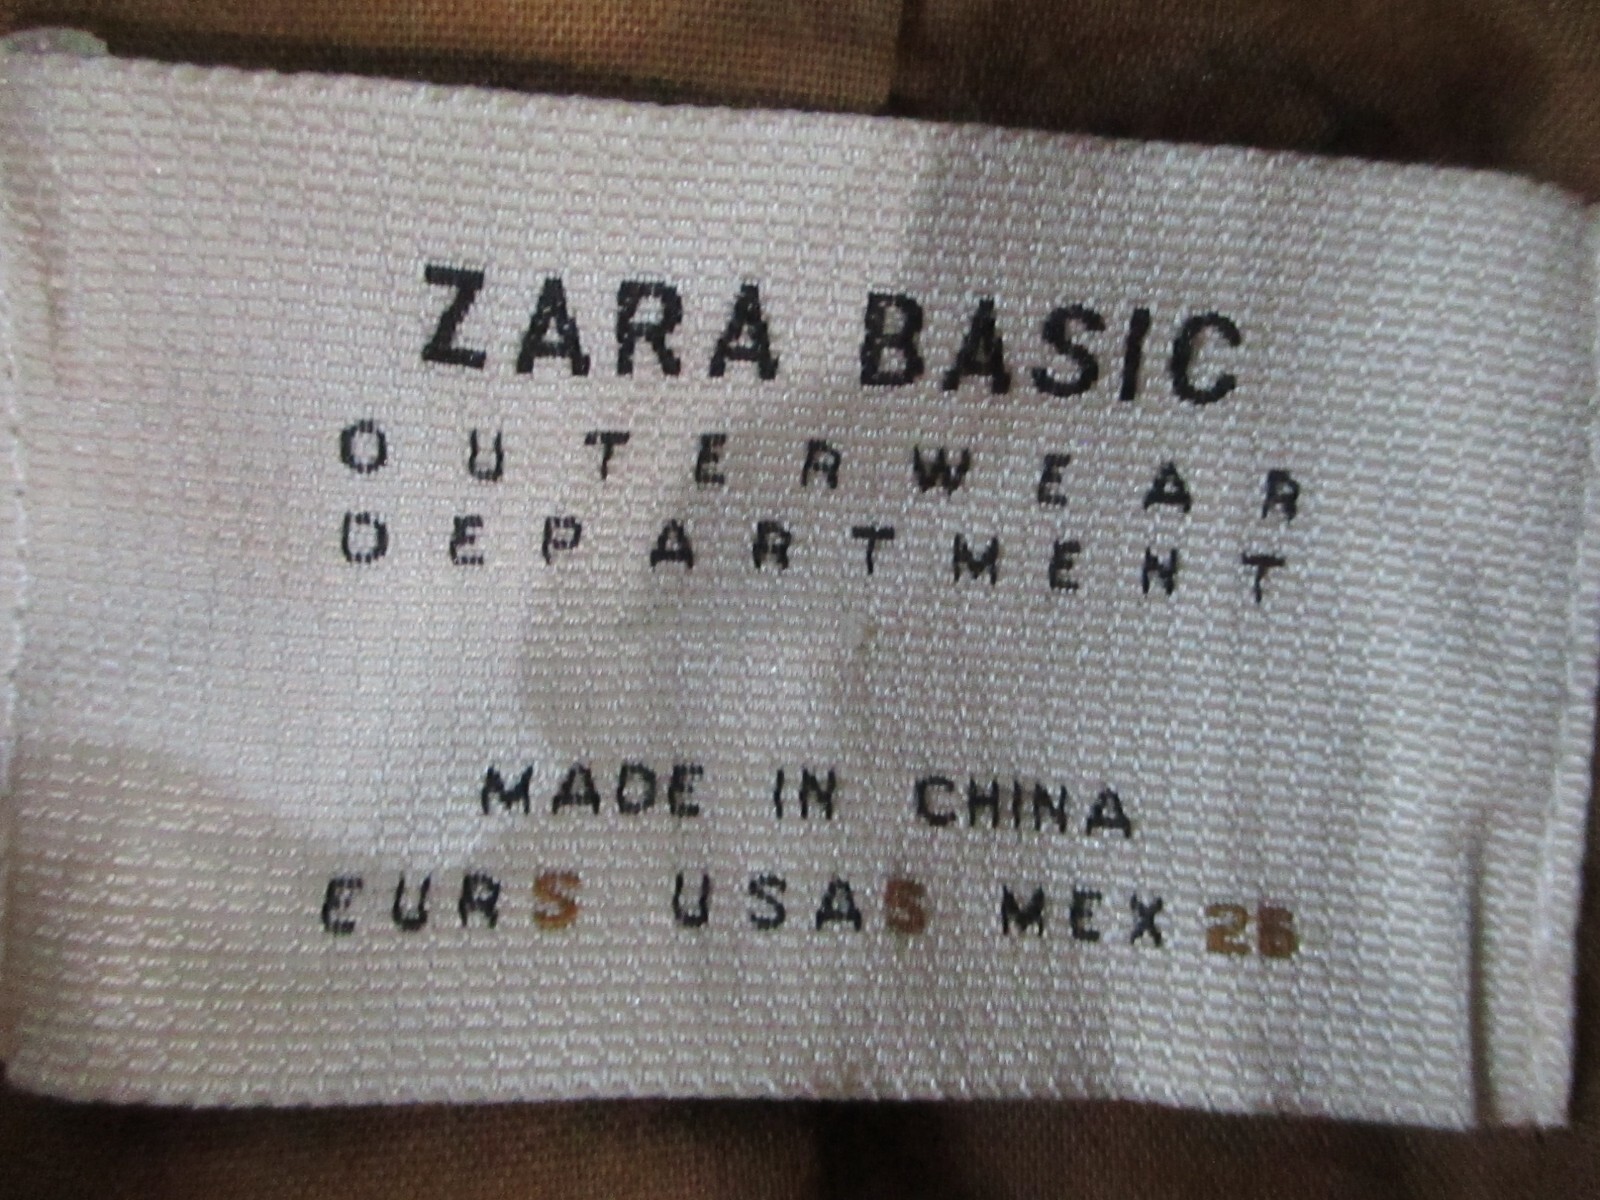 ZARA BASIC
OUTERWEAR
DEPARTMENT
MADE IN CHINA
EUR S USA S MEX 26